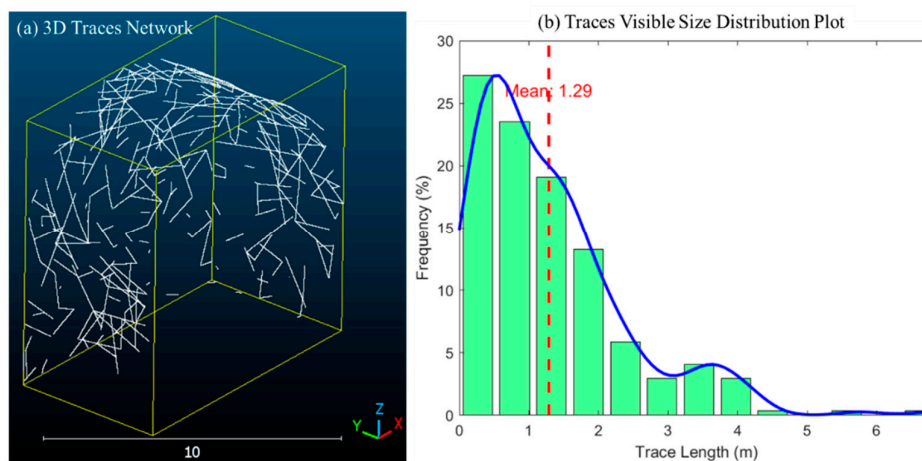 (a) 3D Traces Network
10
Z
Y
X
(b) Traces Visible Size Distribution Plot
Mean: 1.29
Frequency (%)
30
25
20
15
10
5
0
0 1 2 3 4 5 6
Trace Length (m)